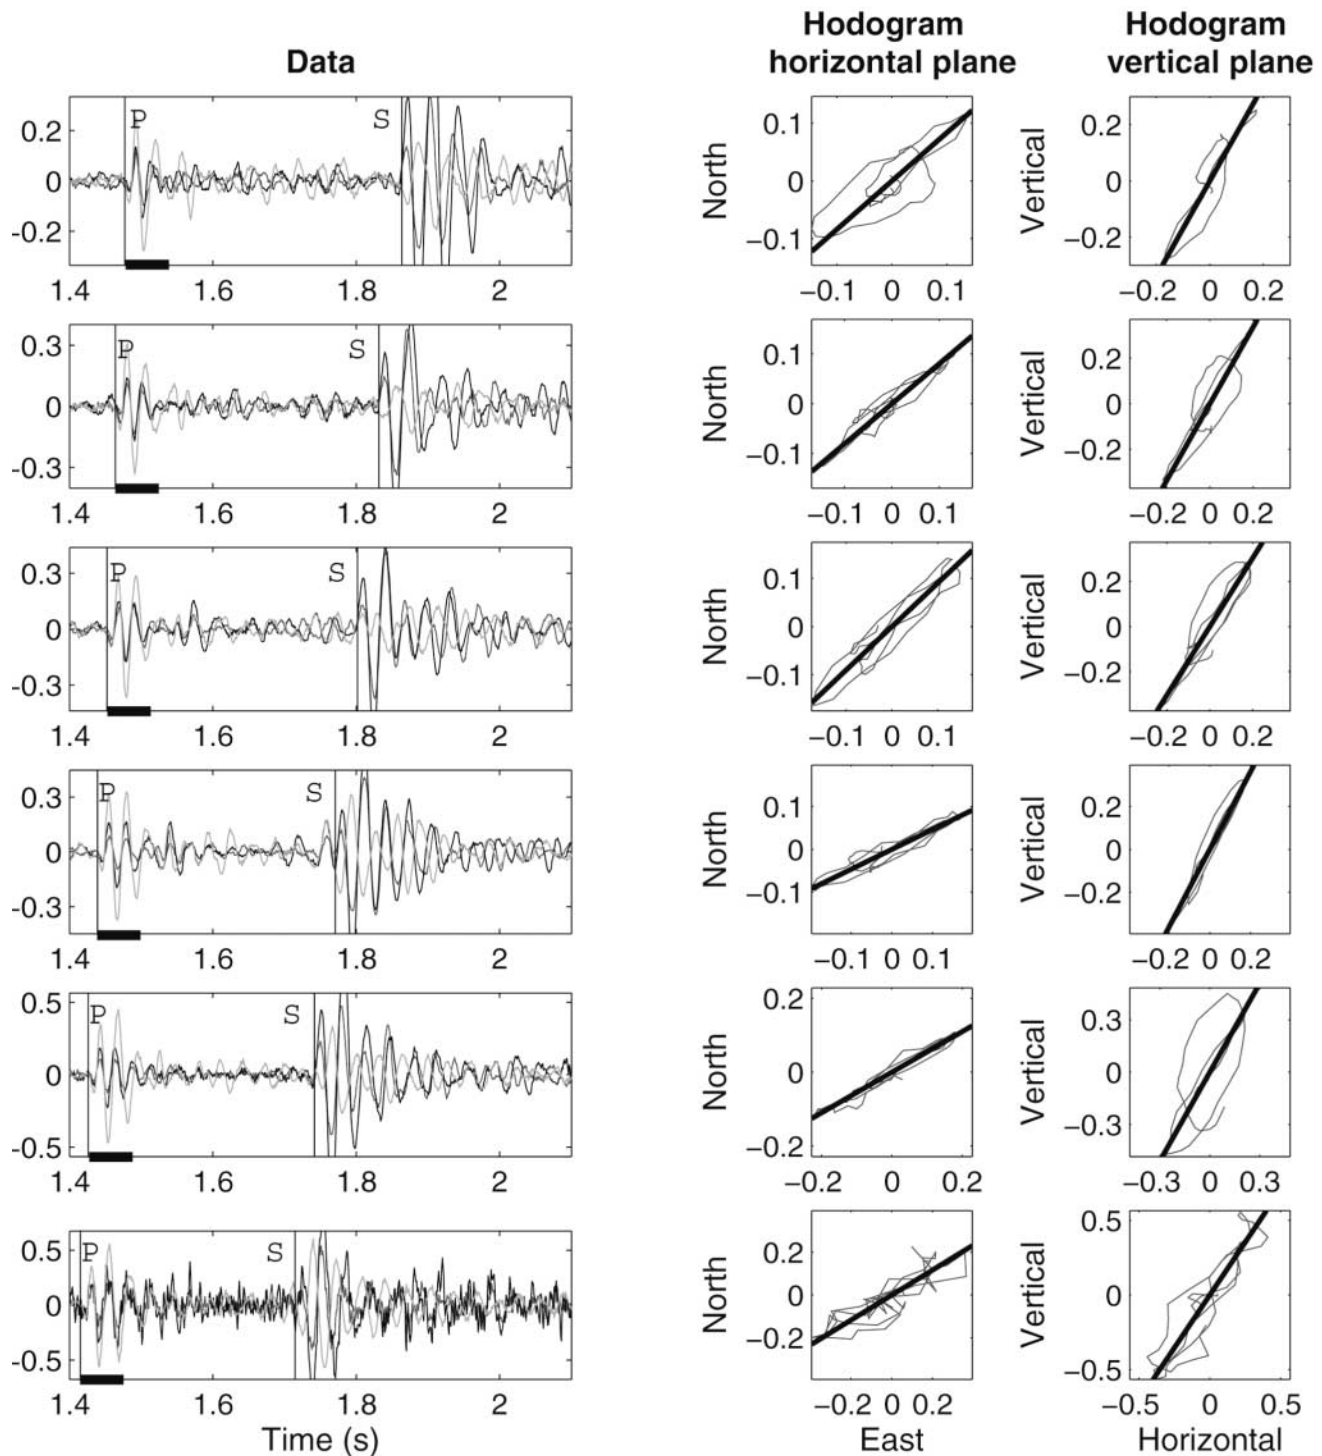 Data
Hodogram
horizontal plane
Hodogram
vertical plane
P
S
0.2
0
-0.2
1.4 1.6 1.8 2
North
0.1
0
−0.1
−0.1 0 0.1
Vertical
0.2
0
−0.2
−0.2 0 0.2
P
S
0.3
0
-0.3
1.4 1.6 1.8 2
North
0.1
0
−0.1
−0.1 0 0.1
Vertical
0.2
0
−0.2
−0.2 0 0.2
P
S
0.3
0
-0.3
1.4 1.6 1.8 2
North
0.1
0
−0.1
−0.1 0 0.1
Vertical
0.2
0
−0.2
−0.2 0 0.2
P
S
0.3
0
-0.3
1.4 1.6 1.8 2
North
0.1
0
−0.1
−0.1 0 0.1
Vertical
0.2
0
−0.2
−0.2 0 0.2
P
S
0.5
0
-0.5
1.4 1.6 1.8 2
North
0.2
0
−0.2
−0.2 0 0.2
Vertical
0.3
0
−0.3
−0.3 0 0.3
P
S
0.5
0
-0.5
1.4 1.6 1.8 2
Time (s)
North
0.2
0
−0.2
−0.2 0 0.2
East
Vertical
0.5
0
−0.5
−0.5 0 0.5
Horizontal